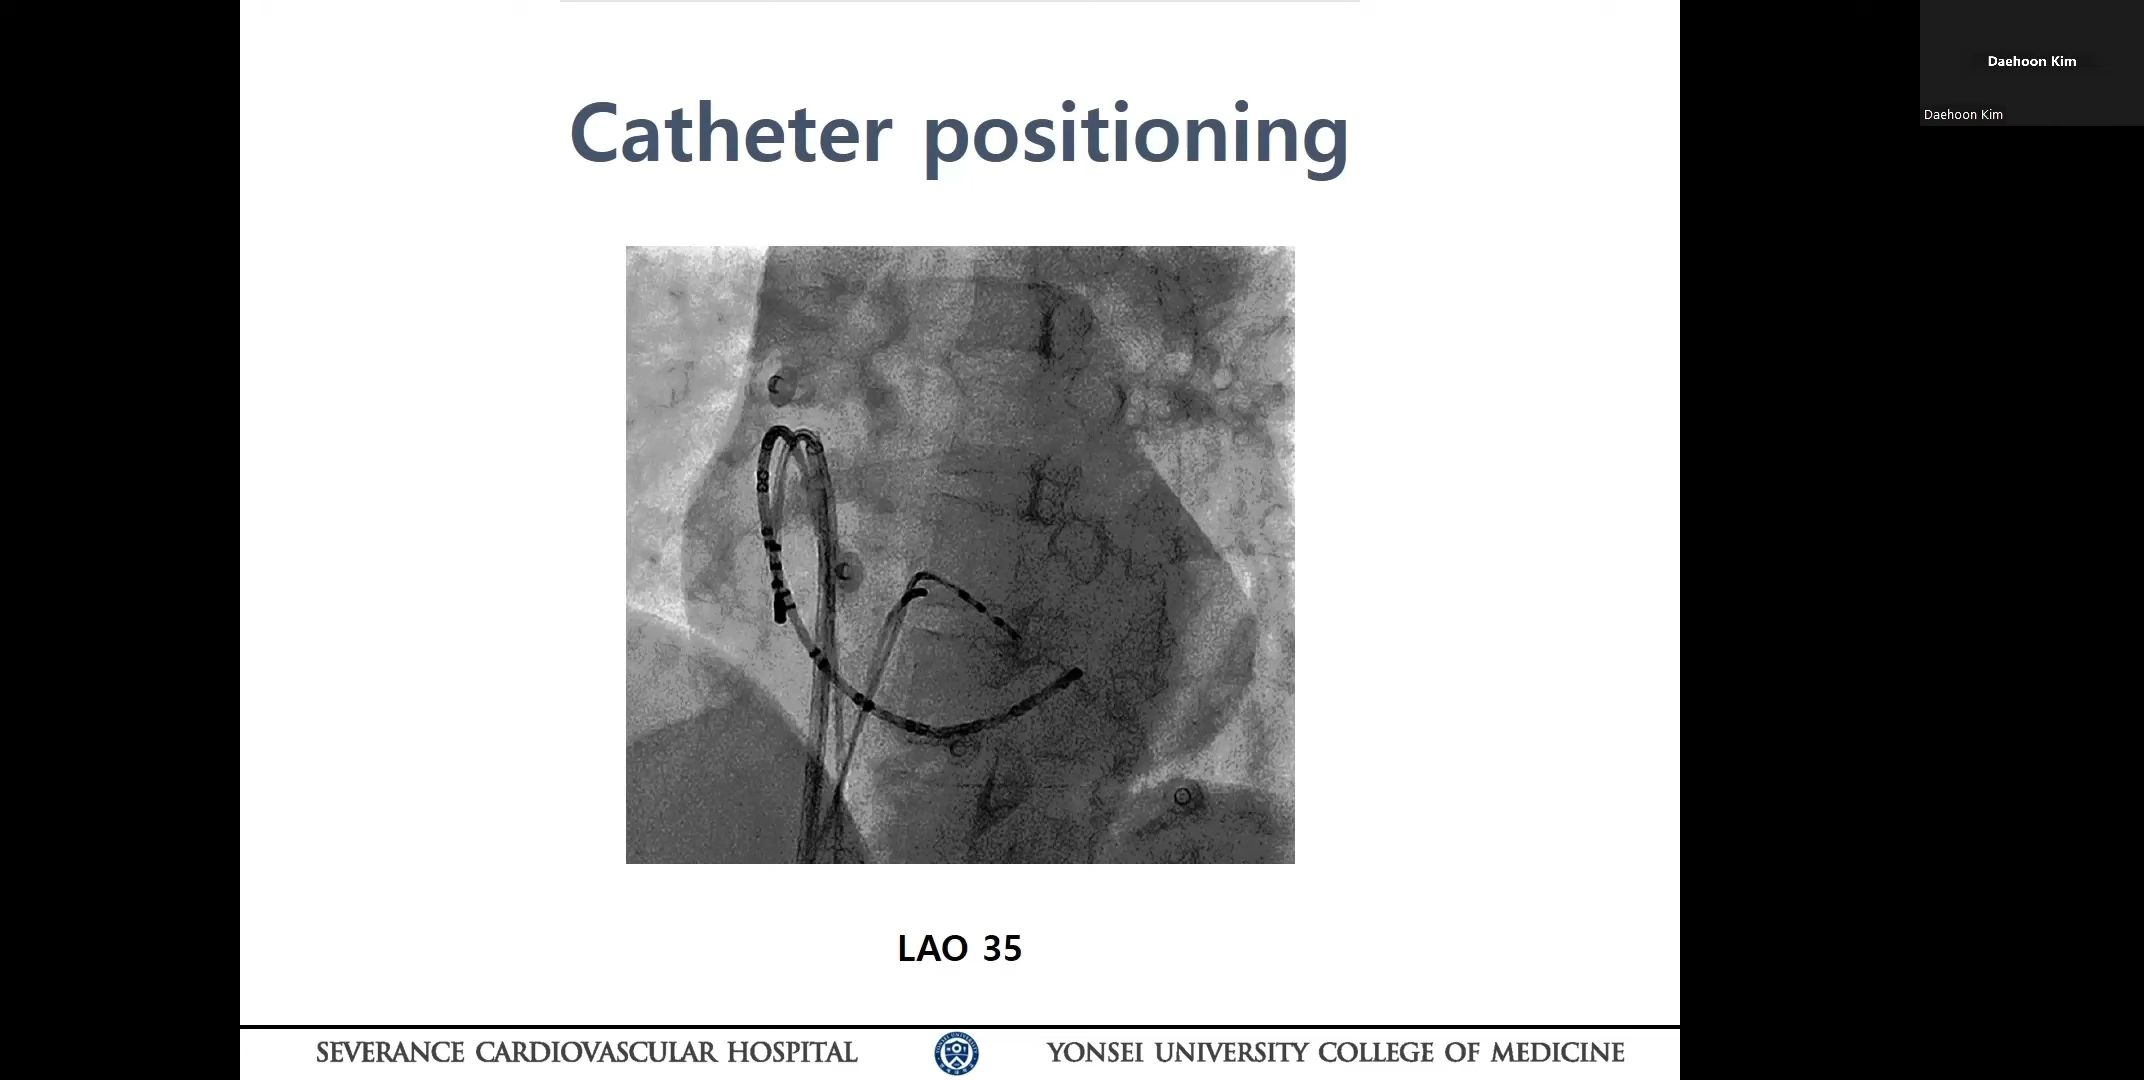 Catheter positioning
Daehoon Kim
Daehoon Kim
LAO 35
SEVERANCE CARDIOVASCULAR HOSPITAL
YONSEI UNIVERSITY COLLEGE OF MEDICINE